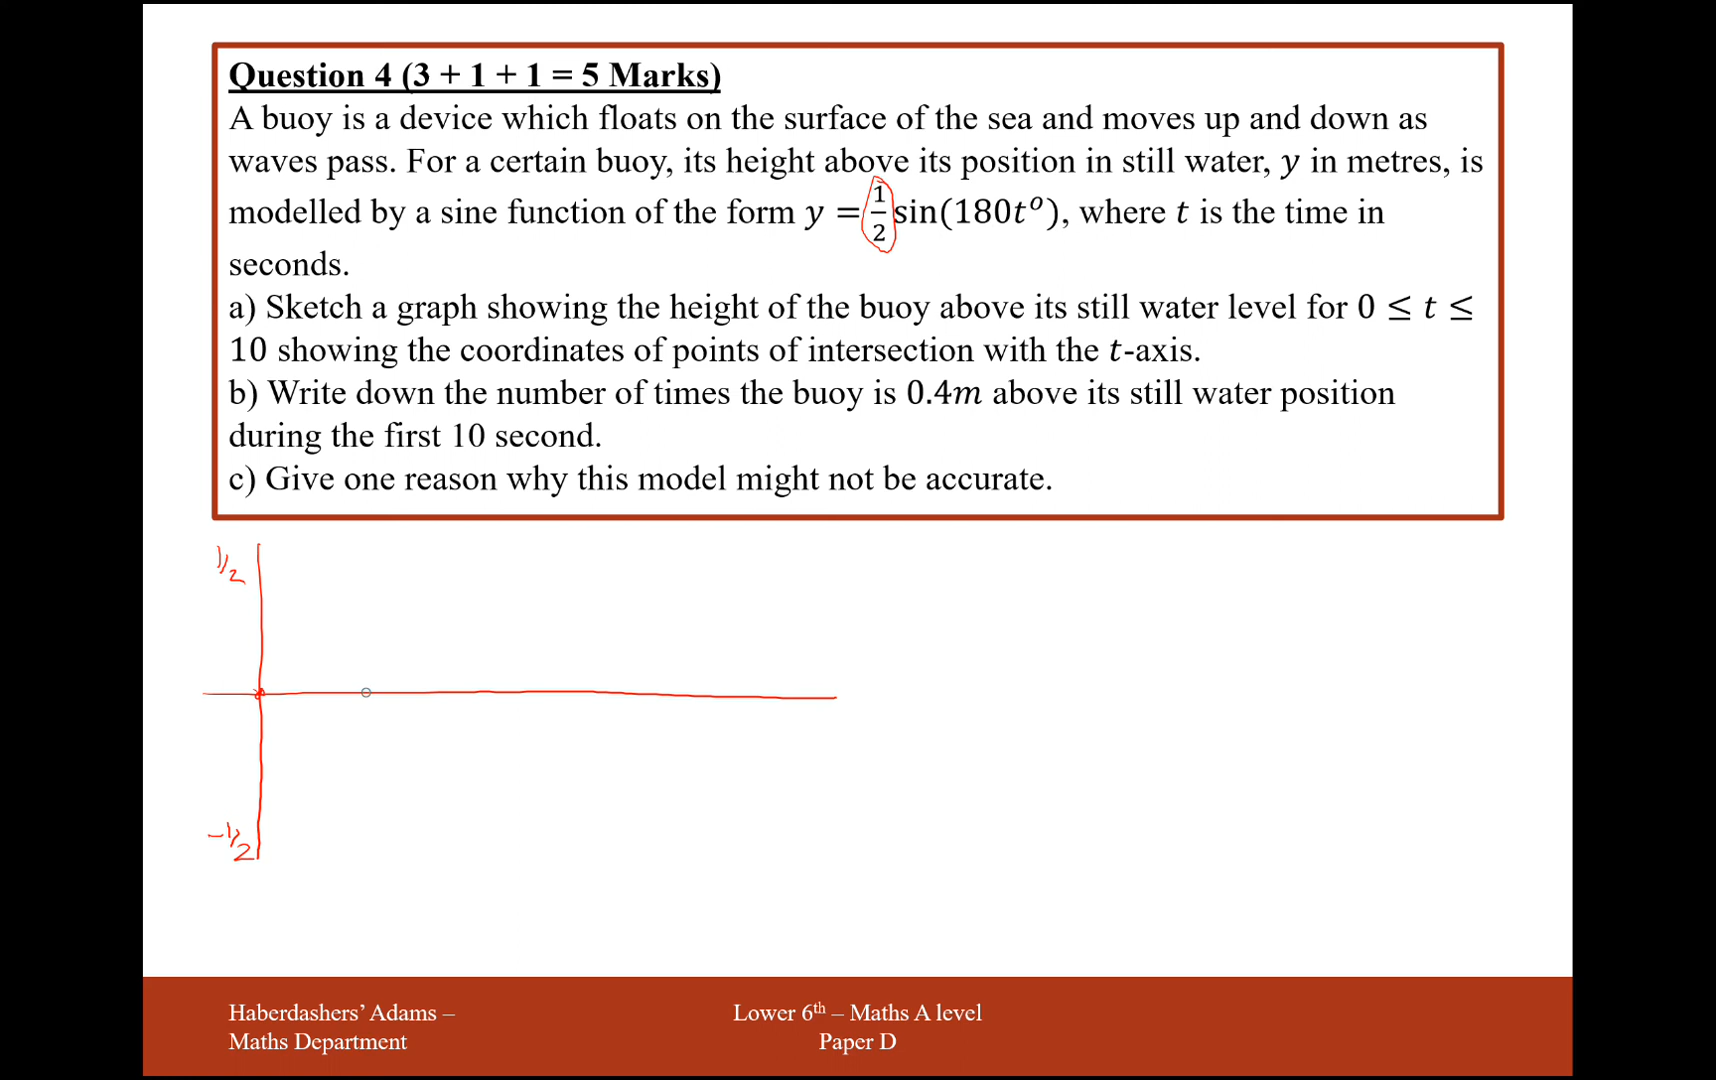 Question 4 (3 + 1 + 1 = 5 Marks)
A buoy is a device which floats on the surface of the sea and moves up and down as
waves pass. For a certain buoy, its height above its position in still water, y in metres, is
modelled by a sine function of the form y = 1/2 sin(180t°), where t is the time in
seconds.
a) Sketch a graph showing the height of the buoy above its still water level for 0 ≤ t ≤
10 showing the coordinates of points of intersection with the t-axis.
b) Write down the number of times the buoy is 0.4m above its still water position
during the first 10 second.
c) Give one reason why this model might not be accurate.
1/2
-1/2
Haberdashers' Adams –
Maths Department
Lower 6th – Maths A level
Paper D